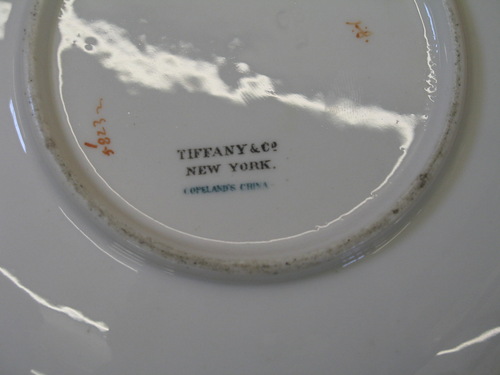 TIFFANY & Co
NEW YORK.
COPELAND'S CHINA